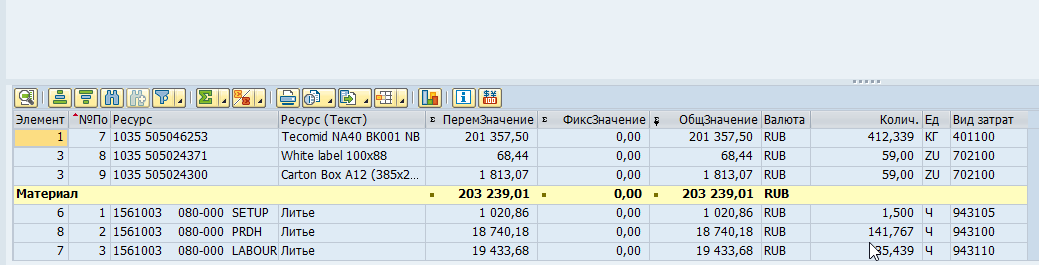 Элемент №По Ресурс Ресурс (Текст) Σ ПеремЗначение Σ ФиксЗначение Σ ОбщЗначение Валюта Колич. Ед Вид затрат
1 7 1035 505046253 Tecomid NA40 BK001 NB 201 357,50 0,00 201 357,50 RUB 412,339 КГ 401100
3 8 1035 505024371 White label 100x88 68,44 0,00 68,44 RUB 59,00 ZU 702100
3 9 1035 505024300 Carton Box A12 (385x2... 1 813,07 0,00 1 813,07 RUB 59,00 ZU 702100
Материал 203 239,01 0,00 203 239,01 RUB
6 1 1561003 080-000 SETUP Литье 1 020,86 0,00 1 020,86 RUB 1,500 Ч 943105
8 2 1561003 080-000 PRDH Литье 18 740,18 0,00 18 740,18 RUB 141,767 Ч 943100
7 3 1561003 080-000 LABOUR Литье 19 433,68 0,00 19 433,68 RUB Ч 943110